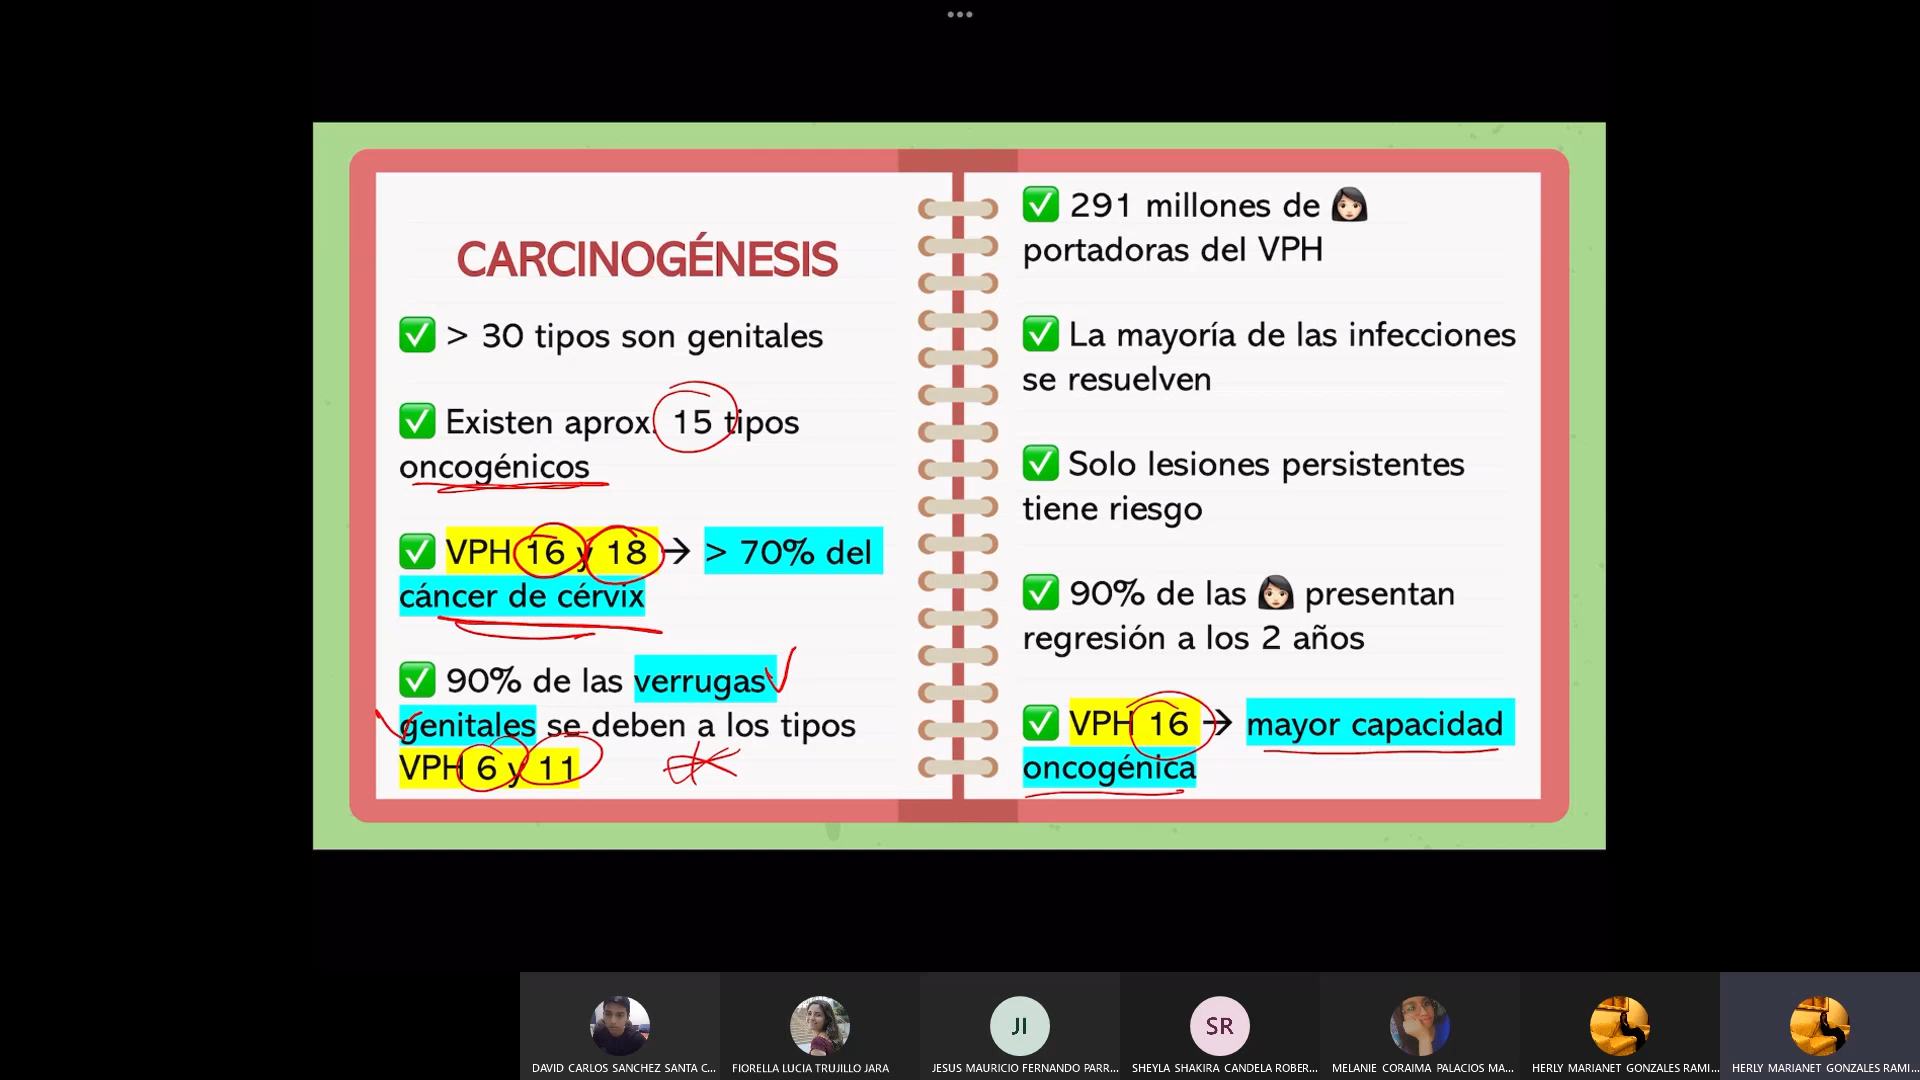 CARCINOGÉNESIS
> 30 tipos son genitales
Existen aprox. 15 tipos
oncogénicos
VPH 16 y 18 → > 70% del
cáncer de cérvix
90% de las verrugas
genitales se deben a los tipos
VPH 6 y 11
291 millones de
portadoras del VPH
La mayoría de las infecciones
se resuelven
Solo lesiones persistentes
tiene riesgo
90% de las presentan
regresión a los 2 años
VPH 16 → mayor capacidad
oncogénica
JI
SR
DAVID CARLOS SANCHEZ SANTA C...
FIORELLA LUCIA TRUJILLO JARA
JESUS MAURICIO FERNANDO PARR...
SHEYLA SHAKIRA CANDELA ROBER...
MELANIE CORAIMA PALACIOS MA...
HERLY MARIANET GONZALES RAMI...
HERLY MARIANET GONZALES RAMI...